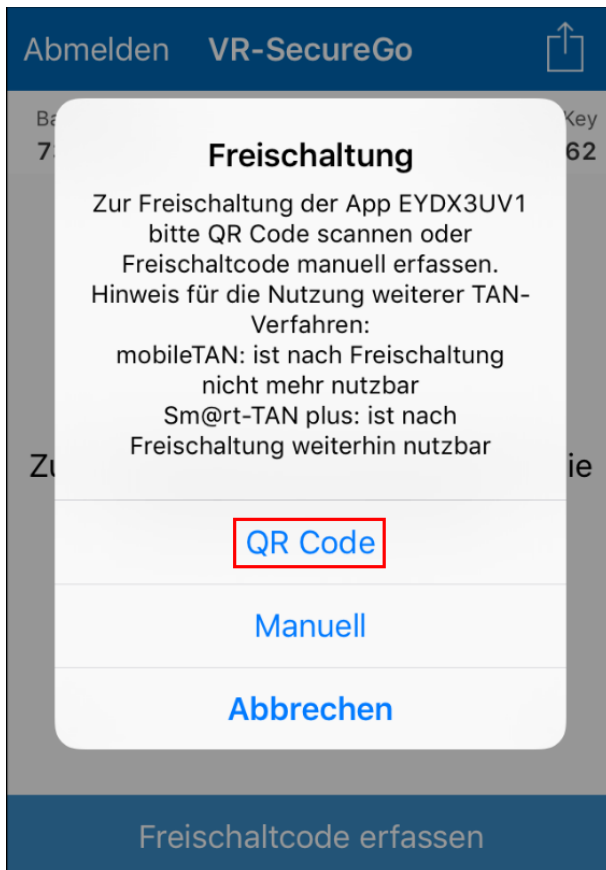 Abmelden VR-SecureGo
Key
62
Freischaltung
Zur Freischaltung der App EYDX3UV1
bitte QR Code scannen oder
Freischaltcode manuell erfassen.
Hinweis für die Nutzung weiterer TAN-
Verfahren:
mobileTAN: ist nach Freischaltung
nicht mehr nutzbar
Sm@rt-TAN plus: ist nach
Freischaltung weiterhin nutzbar
QR Code
Manuell
Abbrechen
Freischaltcode erfassen